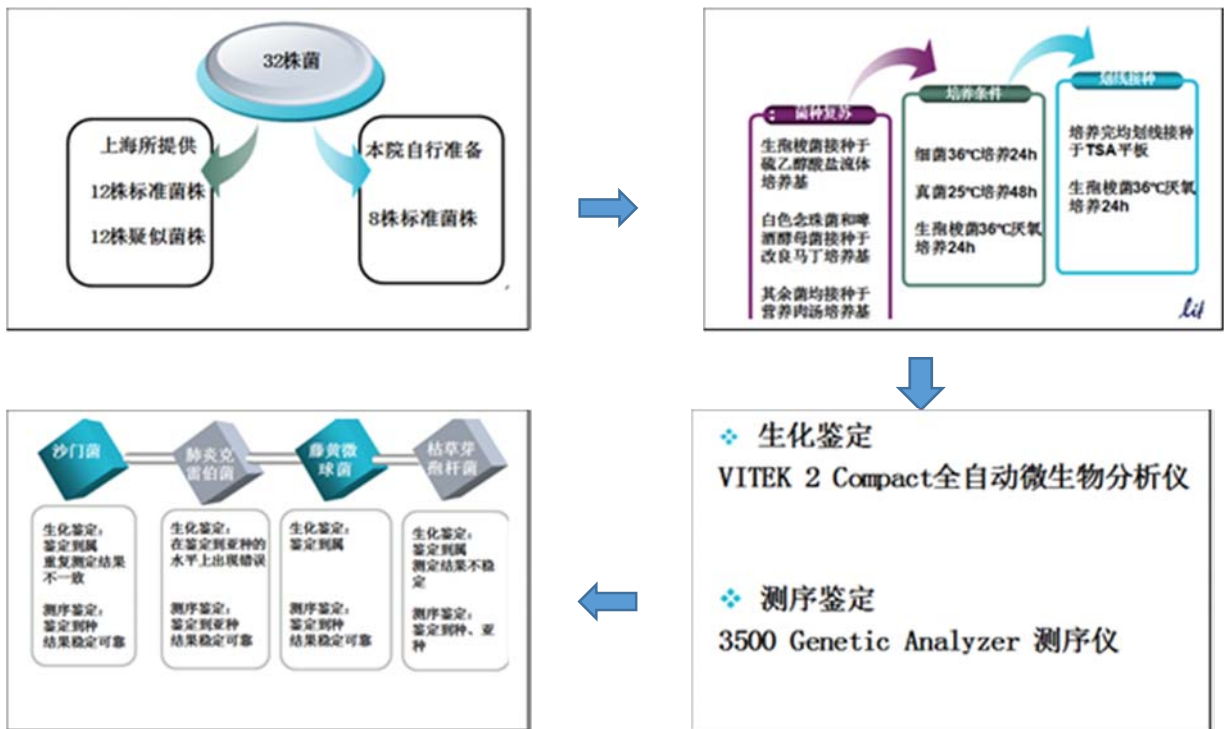 32株菌
上海所提供
12株标准菌株
12株疑似菌株
本院自行准备
8株标准菌株
菌种复苏
生孢梭菌接种于
硫乙醇酸盐流体
培养基
白色念珠菌和啤
酒酵母菌接种于
改良马丁培养基
其余菌均接种于
营养肉汤培养基
培养条件
细菌36℃培养24h
真菌25℃培养48h
生孢梭菌36℃厌氧
培养24h
划线接种
培养完均划线接种
于TSA平板
生孢梭菌36℃厌氧
培养24h
生化鉴定
VITEK 2 Compact全自动微生物分析仪
测序鉴定
3500 Genetic Analyzer 测序仪
沙门菌
生化鉴定:
鉴定到属
重复测定结果
不一致
测序鉴定:
鉴定到种
结果稳定可靠
肺炎克
雷伯菌
生化鉴定:
在鉴定到亚种的
水平上出现错误
测序鉴定:
鉴定到亚种
结果稳定可靠
藤黄微
球菌
生化鉴定:
鉴定到属
测序鉴定:
鉴定到种
结果稳定可靠
枯草芽
孢杆菌
生化鉴定:
鉴定到属
测定结果不稳
定
测序鉴定:
鉴定到种、亚
种